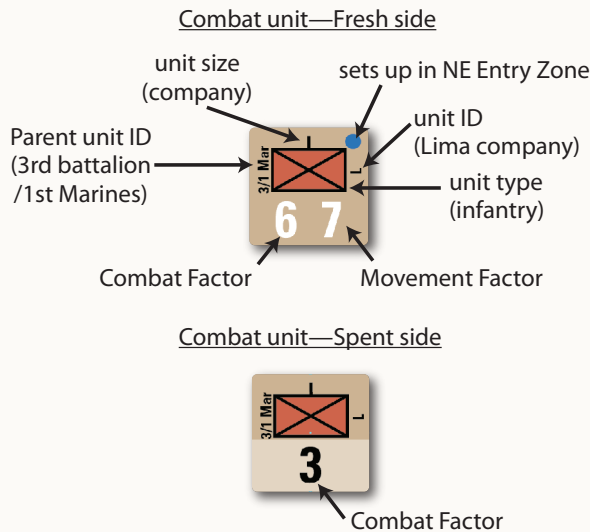 Combat unit—Fresh side
unit size
(company)
sets up in NE Entry Zone
Parent unit ID
(3rd battalion
/1st Marines)
unit ID
(Lima company)
unit type
(infantry)
3/1 Mar
L
6 7
Combat Factor
Movement Factor
Combat unit—Spent side
3/1 Mar
L
3
Combat Factor